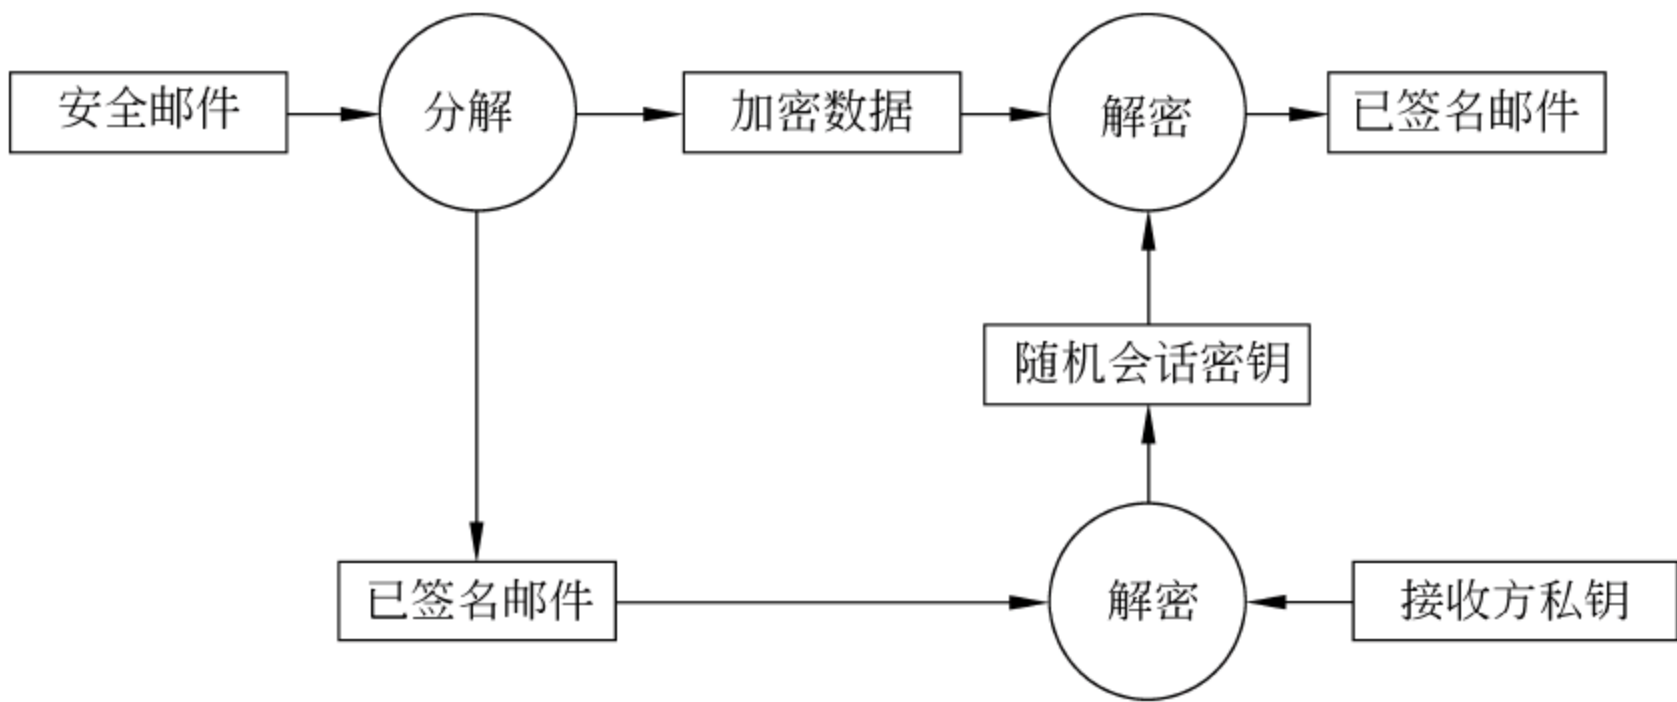 安全邮件
分解
加密数据
解密
已签名邮件
随机会话密钥
已签名邮件
解密
接收方私钥